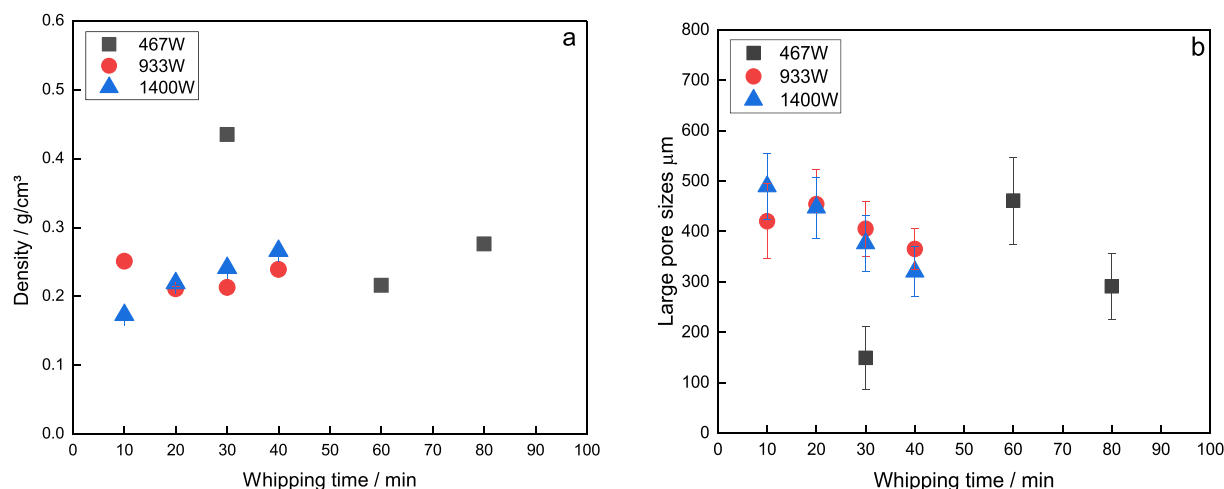 a
467W
933W
1400W
0.6
0.5
0.4
0.3
0.2
0.1
0.0
Density / g/cm³
0 10 20 30 40 50 60 70 80 90 100
Whipping time / min
b
467W
933W
1400W
800
700
600
500
400
300
200
100
0
Large pore sizes μm
0 10 20 30 40 50 60 70 80 90 100
Whipping time / min